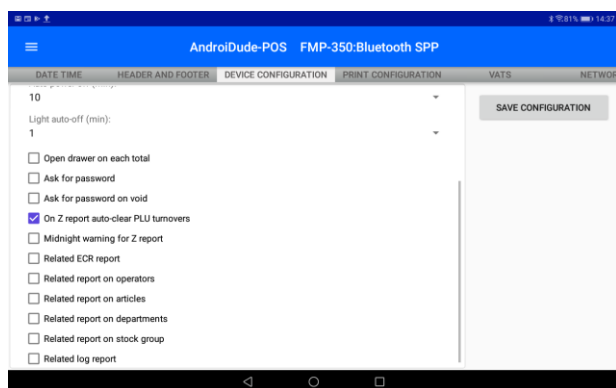 81% 14:37
AndroiDude-POS FMP-350:Bluetooth SPP
DATE TIME HEADER AND FOOTER DEVICE CONFIGURATION PRINT CONFIGURATION VATS NETWOR
10
SAVE CONFIGURATION
Light auto-off (min):
1
Open drawer on each total
Ask for password
Ask for password on void
On Z report auto-clear PLU turnovers
Midnight warning for Z report
Related ECR report
Related report on operators
Related report on articles
Related report on departments
Related report on stock group
Related log report